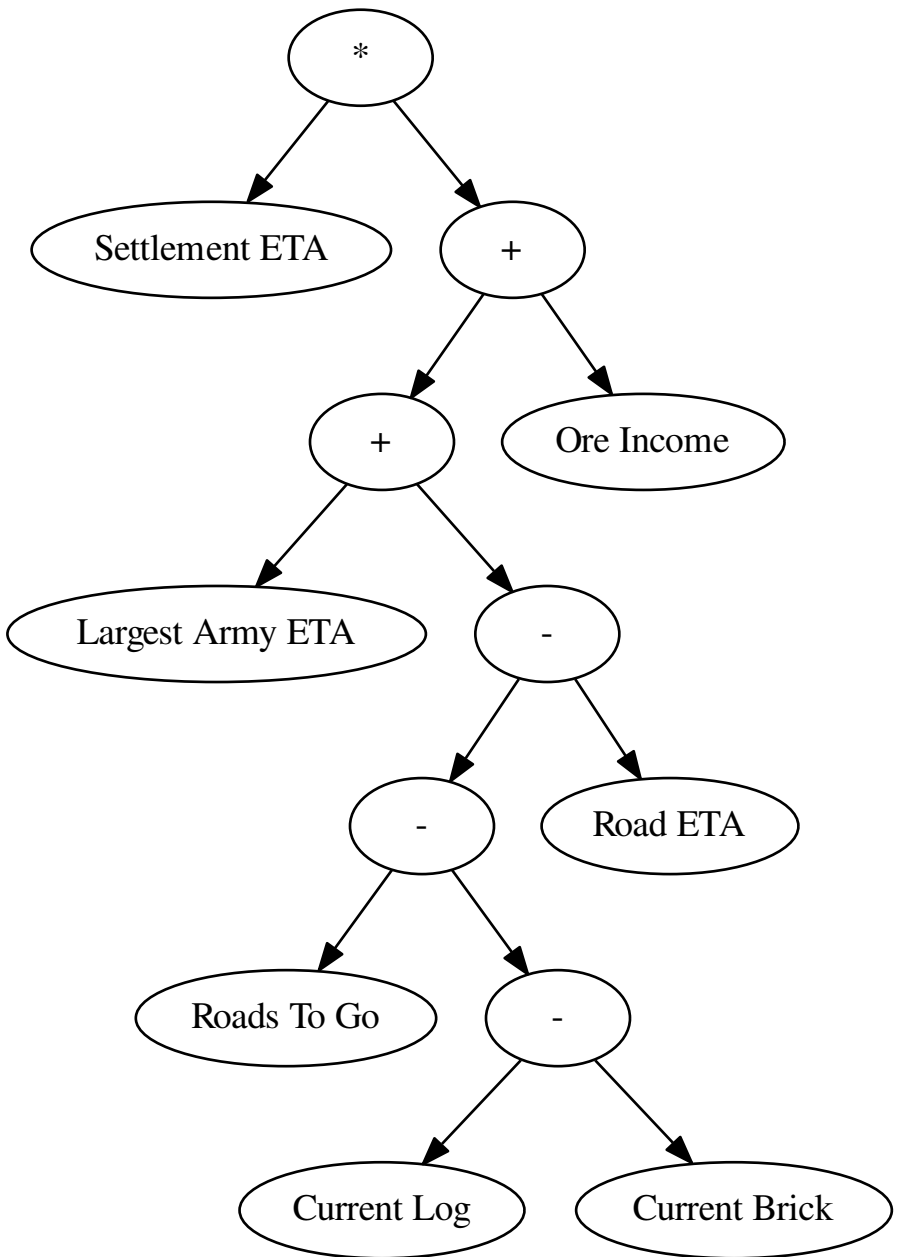 *
Settlement ETA
+
+
Ore Income
Largest Army ETA
-
-
Road ETA
Roads To Go
-
Current Log
Current Brick